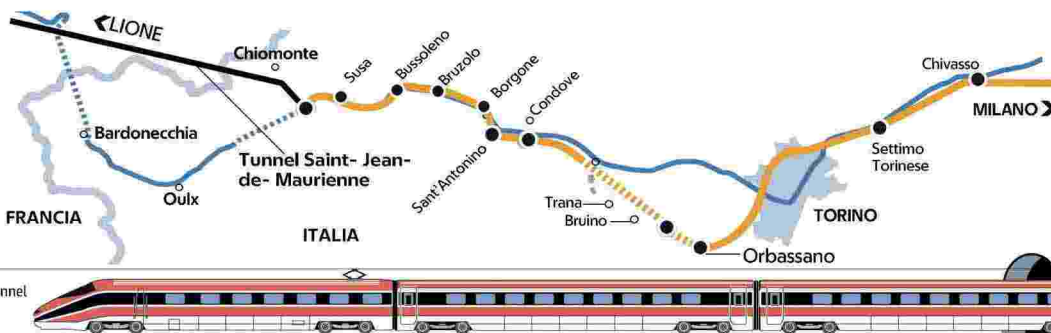 LIONE
Chiomonte
Susa
Bussoleno
Bruzolo
Borgone
Condove
Chivasso
MILANO
Bardonecchia
Tunnel Saint- Jean-
de- Maurienne
Sant'Antonino
Settimo
Torinese
Oulx
Trana
Bruino
FRANCIA
ITALIA
TORINO
Orbassano